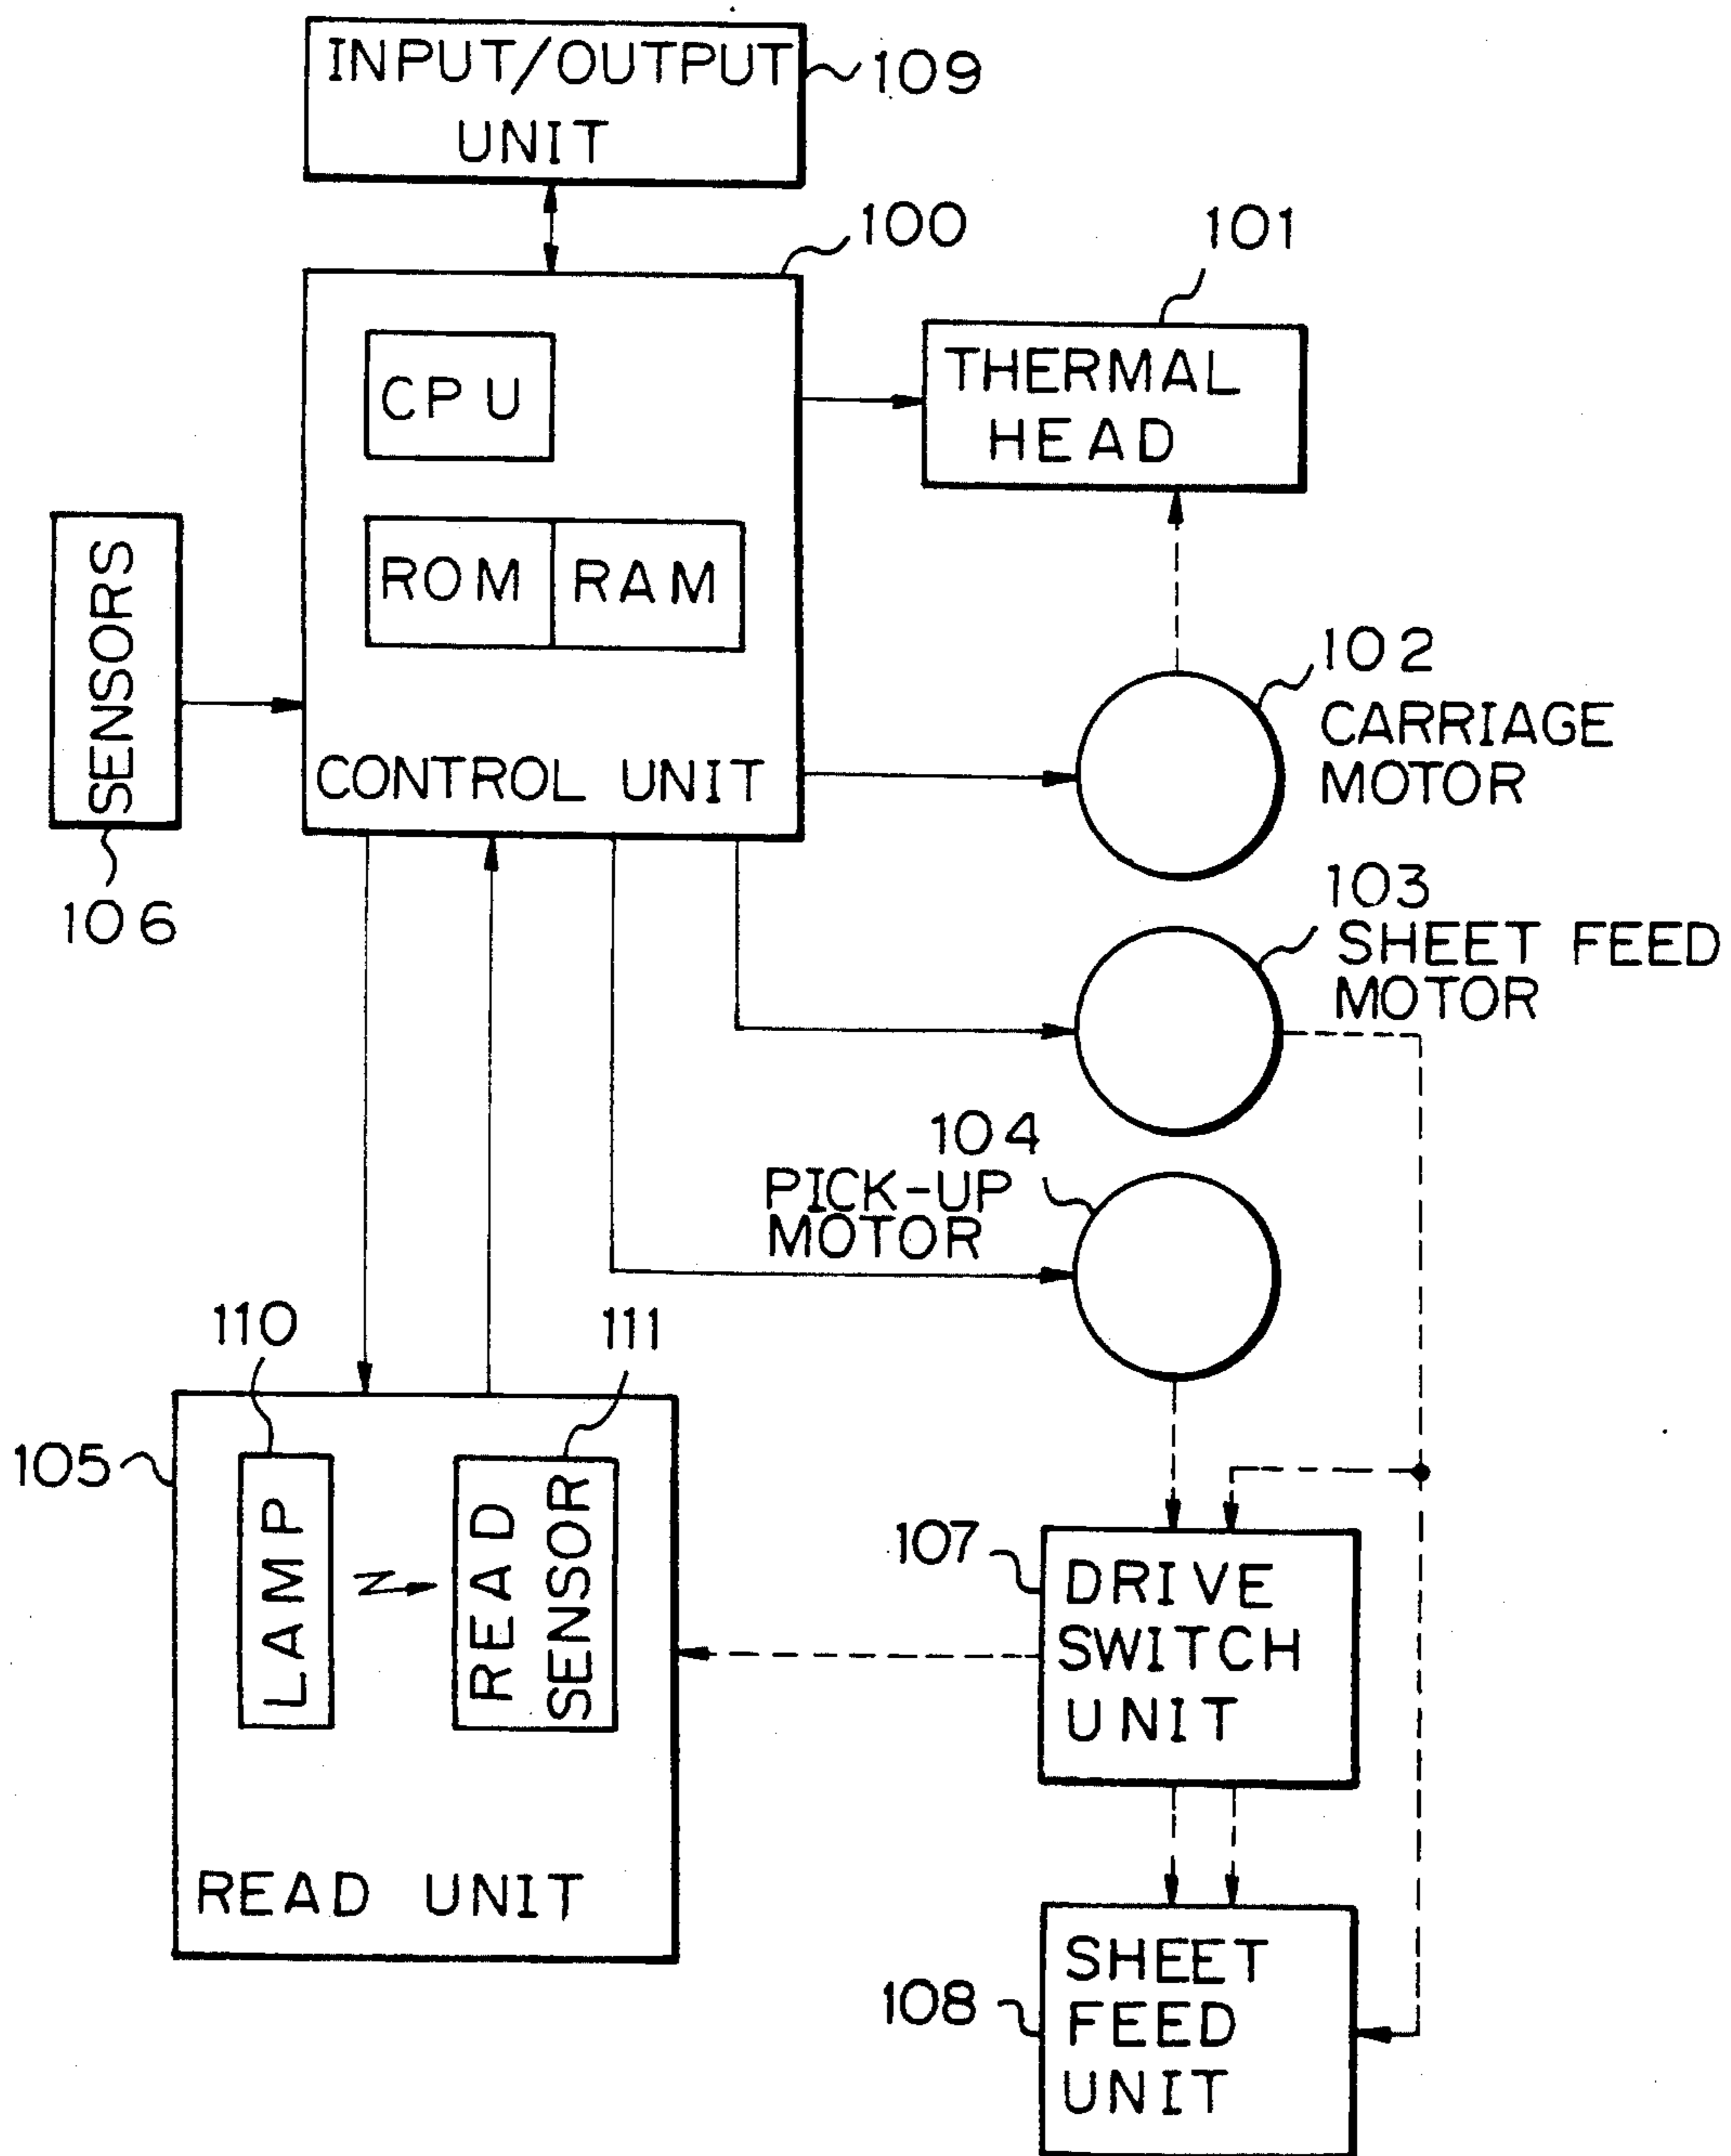 INPUT/OUTPUT
UNIT
109
100
101
CPU
THERMAL
HEAD
ROM
RAM
SENSORS
106
CONTROL UNIT
102
CARRIAGE
MOTOR
103
SHEET FEED
MOTOR
104
PICK-UP
MOTOR
110
111
105
LAMP
READ
SENSOR
READ UNIT
107
DRIVE
SWITCH
UNIT
108
SHEET
FEED
UNIT